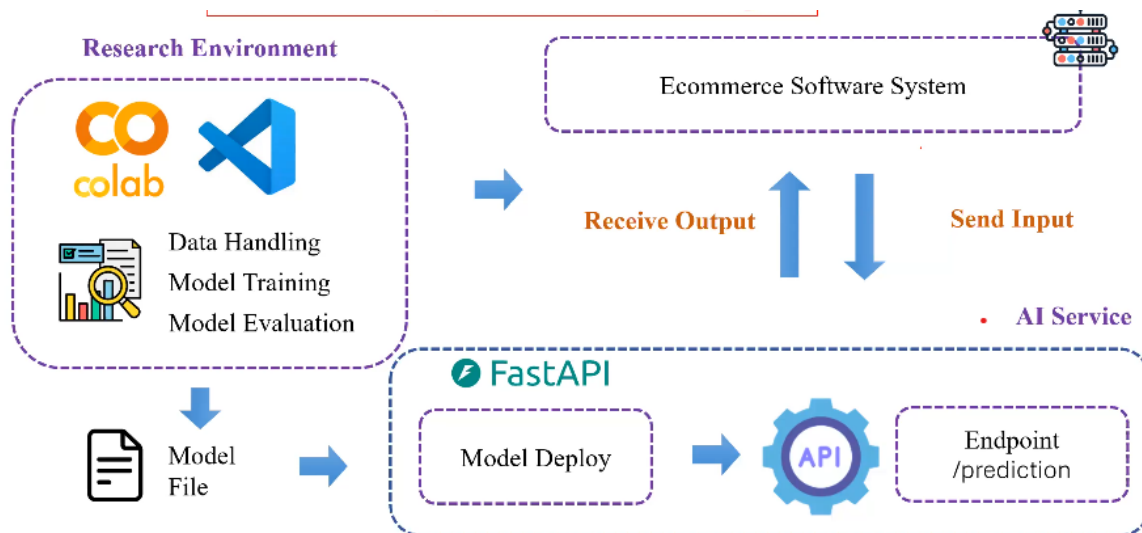 Research Environment
Ecommerce Software System
colab
Data Handling
Model Training
Model Evaluation
Receive Output
Send Input
AI Service
FastAPI
Model
File
Model Deploy
API
Endpoint
/prediction